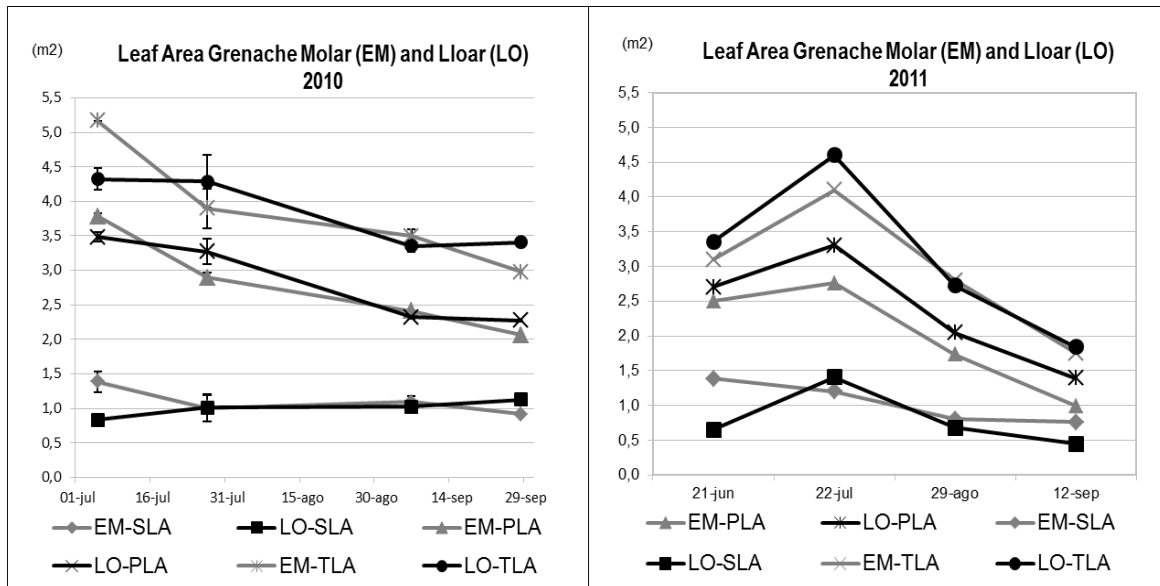 (m2)
Leaf Area Grenache Molar (EM) and Lloar (LO)
2010
5,5
5,0
4,5
4,0
3,5
3,0
2,5
2,0
1,5
1,0
0,5
0,0
01-jul 16-jul 31-jul 15-ago 30-ago 14-sep 29-sep
EM-SLA LO-SLA EM-PLA
LO-PLA EM-TLA LO-TLA
(m2)
Leaf Area Grenache Molar (EM) and Lloar (LO)
2011
5,5
5,0
4,5
4,0
3,5
3,0
2,5
2,0
1,5
1,0
0,5
0,0
21-jun 22-jul 29-ago 12-sep
EM-PLA LO-PLA EM-SLA
LO-SLA EM-TLA LO-TLA